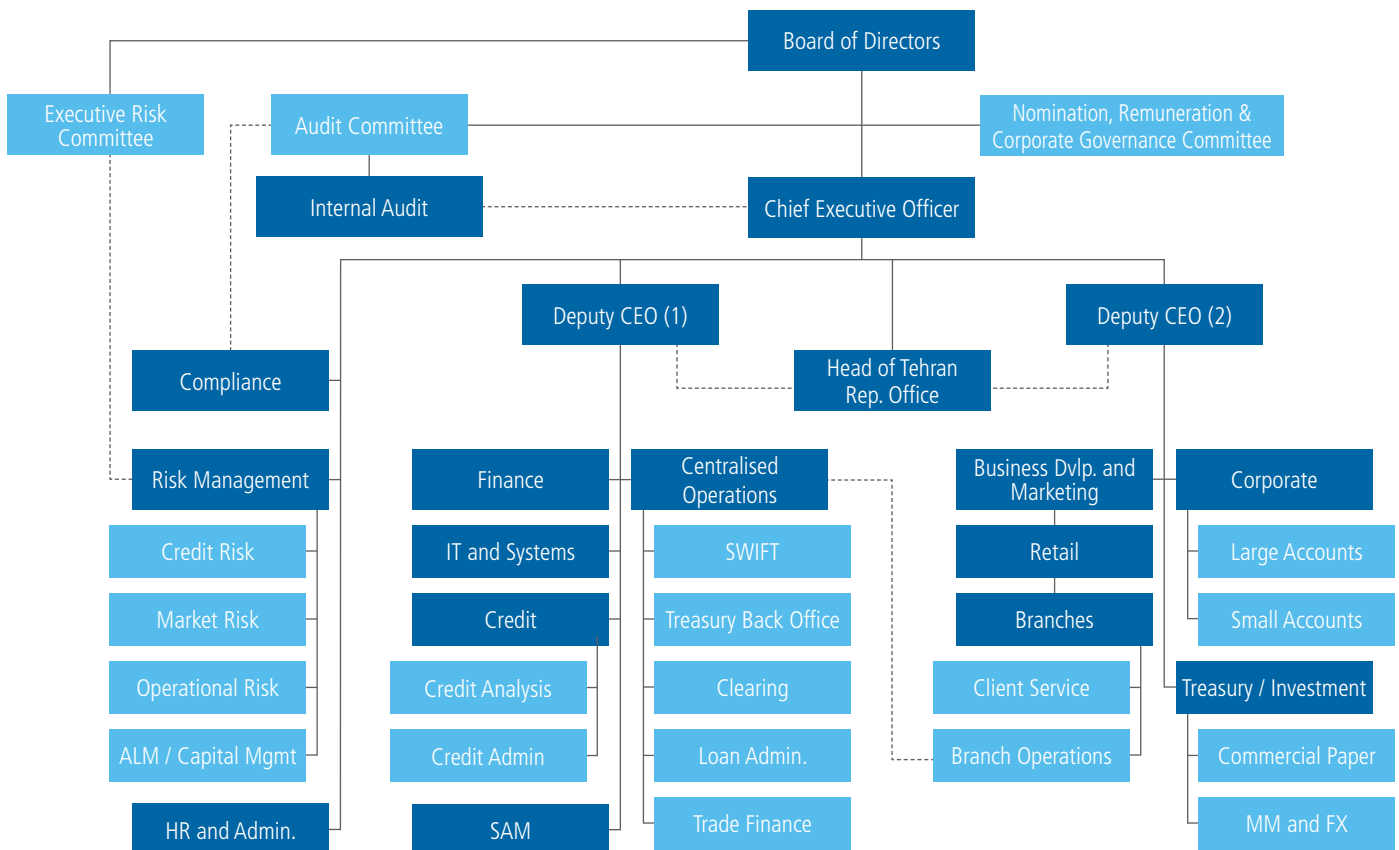 Board of Directors
Executive Risk
Committee
Audit Committee
Nomination, Remuneration &
Corporate Governance Committee
Internal Audit
Chief Executive Officer
Deputy CEO (1)
Deputy CEO (2)
Compliance
Head of Tehran
Rep. Office
Risk Management
Finance
Centralised
Operations
Business Dvlp. and
Marketing
Corporate
Credit Risk
IT and Systems
SWIFT
Retail
Large Accounts
Market Risk
Credit
Treasury Back Office
Branches
Small Accounts
Operational Risk
Credit Analysis
Clearing
Client Service
Treasury / Investment
ALM / Capital Mgmt
Credit Admin
Loan Admin.
Branch Operations
Commercial Paper
HR and Admin.
SAM
Trade Finance
MM and FX